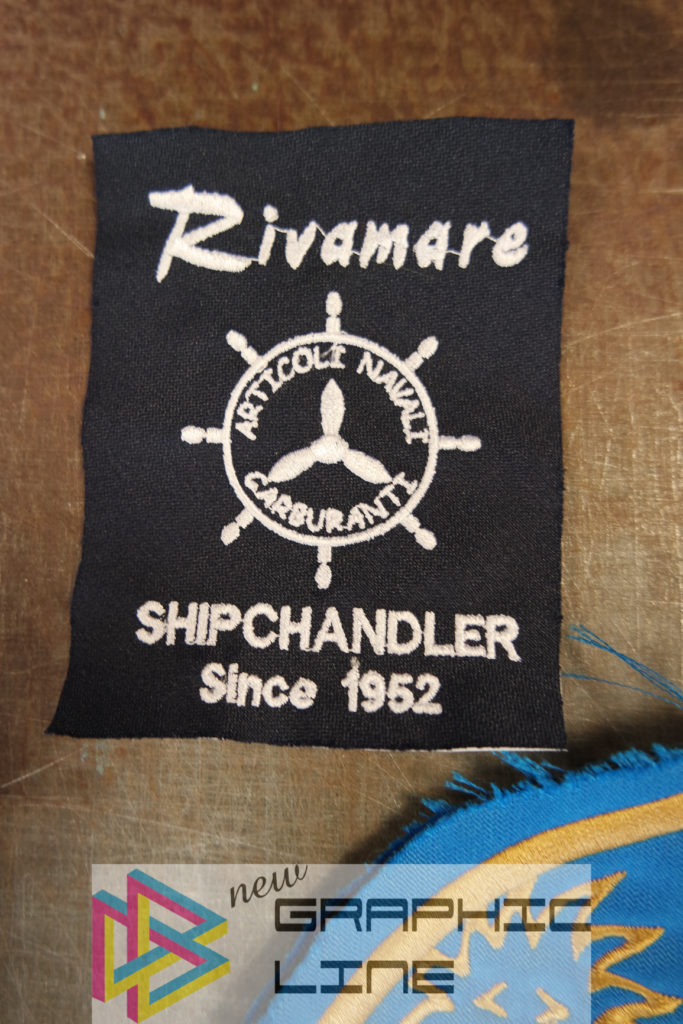 Rivamare
ARTICOLI NAVALI
CARBURANTI
SHIPCHANDLER
Since 1952
new
GRAPHIC
LINE